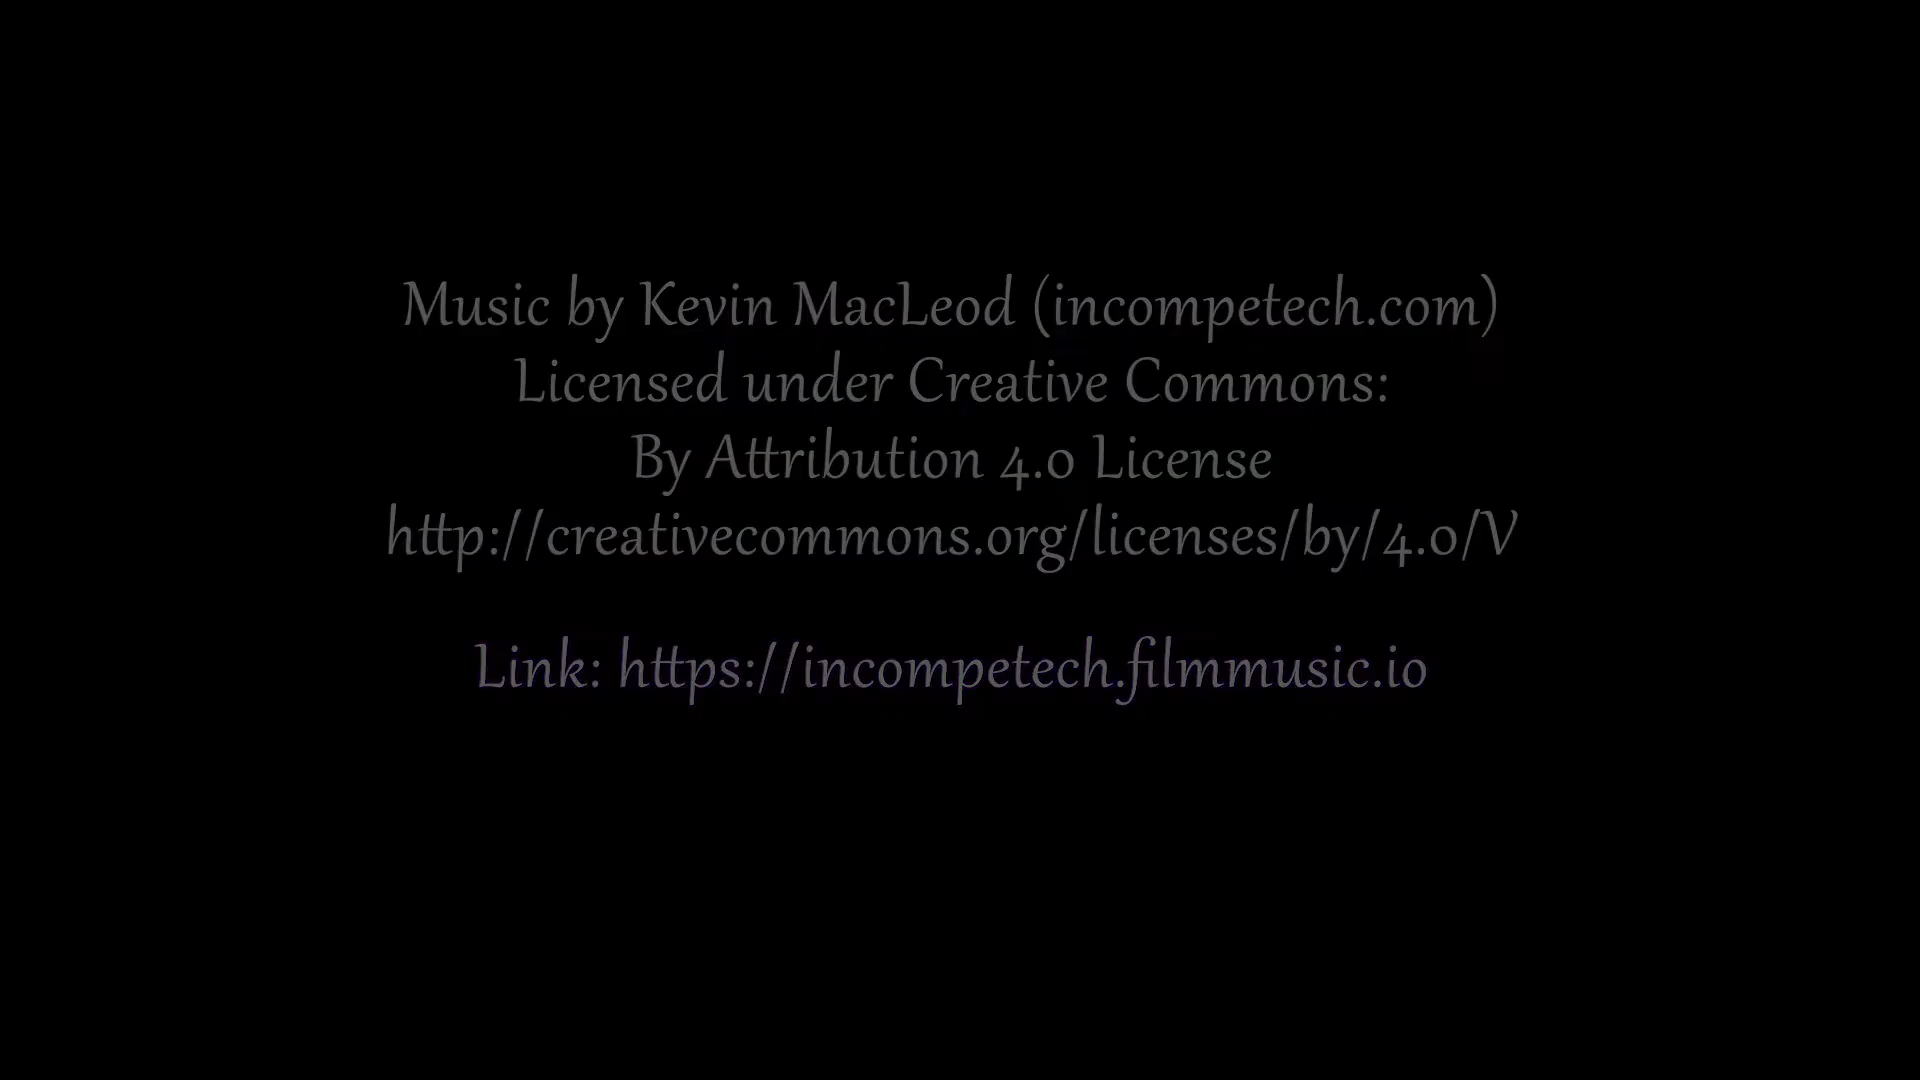 Music by Kevin MacLeod (incompetech.com)
Licensed under Creative Commons:
By Attribution 4.0 License
http://creativecommons.org/licenses/by/4.0/V
Link: https://incompetech.filmmusic.io